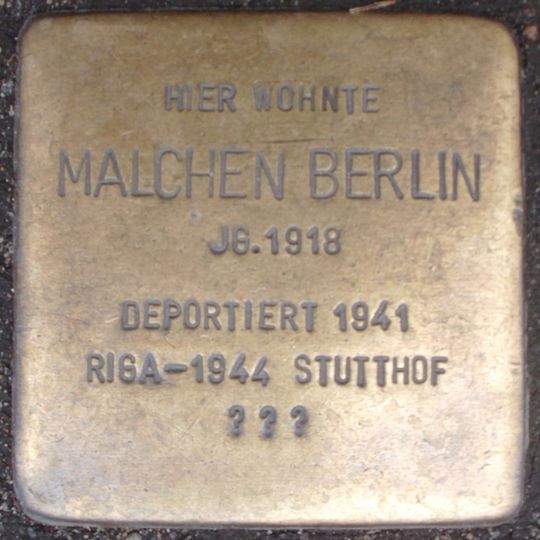 HIER WOHNTE
MALCHEN BERLIN
JG.1918
DEPORTIERT 1941
RIGA-1944 STUTTHOF
???